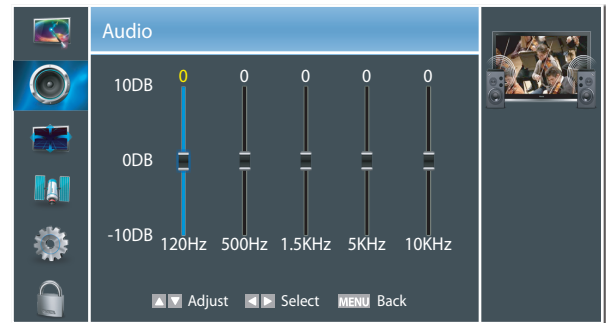 Audio
10DB 0 0 0 0 0
0DB
-10DB 120Hz 500Hz 1.5KHz 5KHz 10KHz
Adjust Select MENU Back